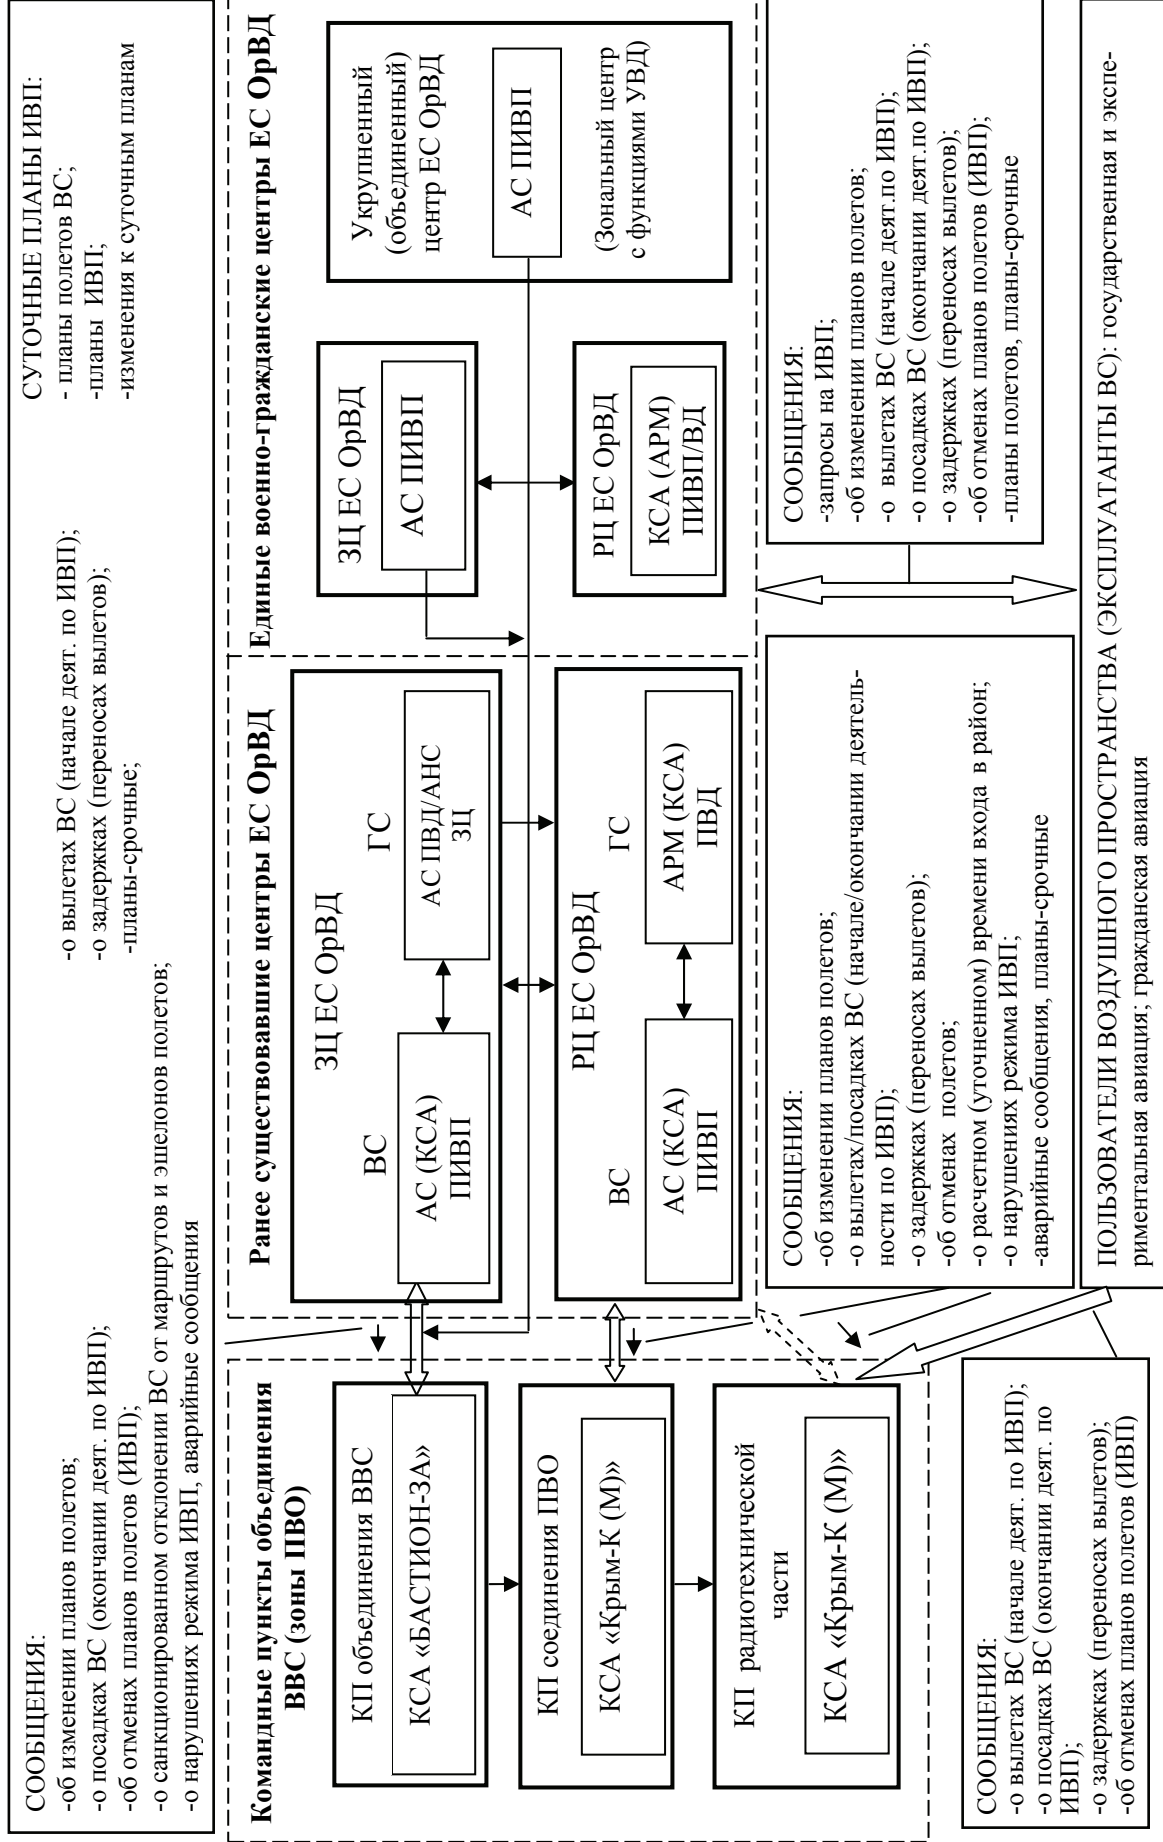 СООБЩЕНИЯ:
-об изменении планов полетов;
-о посадках ВС (окончании деят. по ИВП);
-об отменах планов полетов (ИВП);
-о санкционированном отклонении ВС от маршрутов и эшелонов полетов;
-о нарушениях режима ИВП, аварийные сообщения
-о вылетах ВС (начале деят. по ИВП);
-о задержках (переносах вылетов);
-планы-срочные;
СУТОЧНЫЕ ПЛАНЫ ИВП:
- планы полетов ВС;
-планы ИВП;
-изменения к суточным планам
Командные пункты объединения
ВВС (зоны ПВО)
КП объединения ВВС
КСА «БАСТИОН-3А»
КП соединения ПВО
КСА «Крым-К (М)»
КП радиотехнической
части
КСА «Крым-К (М)»
Ранее существовавшие центры ЕС ОрВД
ЗЦ ЕС ОрВД
ВС
ГС
АС (КСА)
ПИВП
АС ПВД/АНС
ЗЦ
РЦ ЕС ОрВД
ВС
ГС
АС (КСА)
ПИВП
АРМ (КСА)
ПВД
Единые военно-гражданские центры ЕС ОрВД
ЗЦ ЕС ОрВД
АС ПИВП
РЦ ЕС ОрВД
КСА (АРМ)
ПИВП/ВД
Укрупненный
(объединенный)
центр ЕС ОрВД
АС ПИВП
(Зональный центр
с функциями УВД)
СООБЩЕНИЯ:
-об изменении планов полетов;
-о вылетах/посадках ВС (начале/окончании деятель-
ности по ИВП);
-о задержках (переносах вылетов);
-об отменах полетов;
-о расчетном (уточненном) времени входа в район;
-о нарушениях режима ИВП;
-аварийные сообщения, планы-срочные
СООБЩЕНИЯ:
-запросы на ИВП;
-об изменении планов полетов;
-о вылетах ВС (начале деят.по ИВП);
-о посадках ВС (окончании деят.по ИВП);
-о задержках (переносах вылетов);
-об отменах планов полетов (ИВП);
-планы полетов, планы-срочные
СООБЩЕНИЯ:
-о вылетах ВС (начале деят. по ИВП);
-о посадках ВС (окончании деят. по
ИВП);
-о задержках (переносах вылетов);
-об отменах планов полетов (ИВП)
ПОЛЬЗОВАТЕЛИ ВОЗДУШНОГО ПРОСТРАНСТВА (ЭКСПЛУАТАНТЫ ВС): государственная и экспе-
риментальная авиация; гражданская авиация